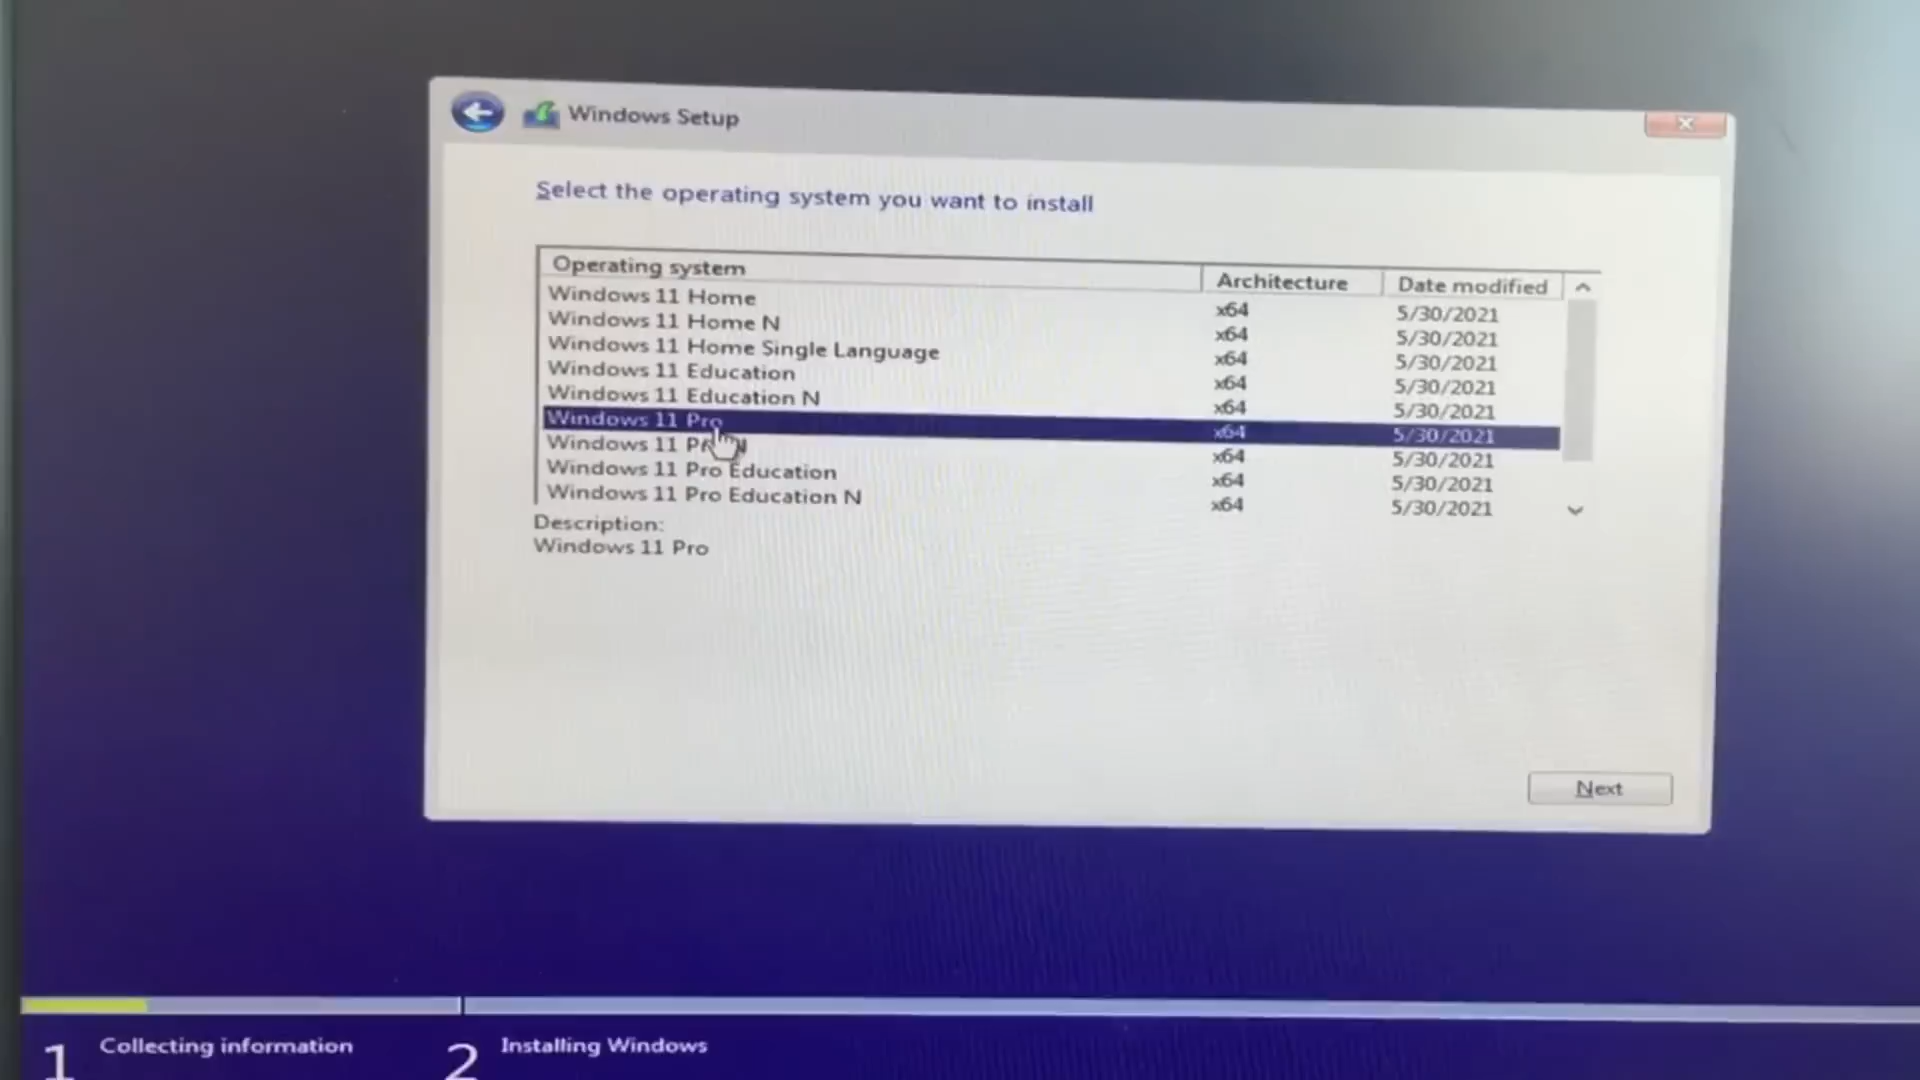 Windows Setup
Select the operating system you want to install
Operating system Architecture Date modified
Windows 11 Home x64 5/30/2021
Windows 11 Home N x64 5/30/2021
Windows 11 Home Single Language x64 5/30/2021
Windows 11 Education x64 5/30/2021
Windows 11 Education N x64 5/30/2021
Windows 11 Pro x64 5/30/2021
Windows 11 Pro N x64 5/30/2021
Windows 11 Pro Education x64 5/30/2021
Windows 11 Pro Education N x64 5/30/2021
Description:
Windows 11 Pro
Next
1 Collecting information 2 Installing Windows